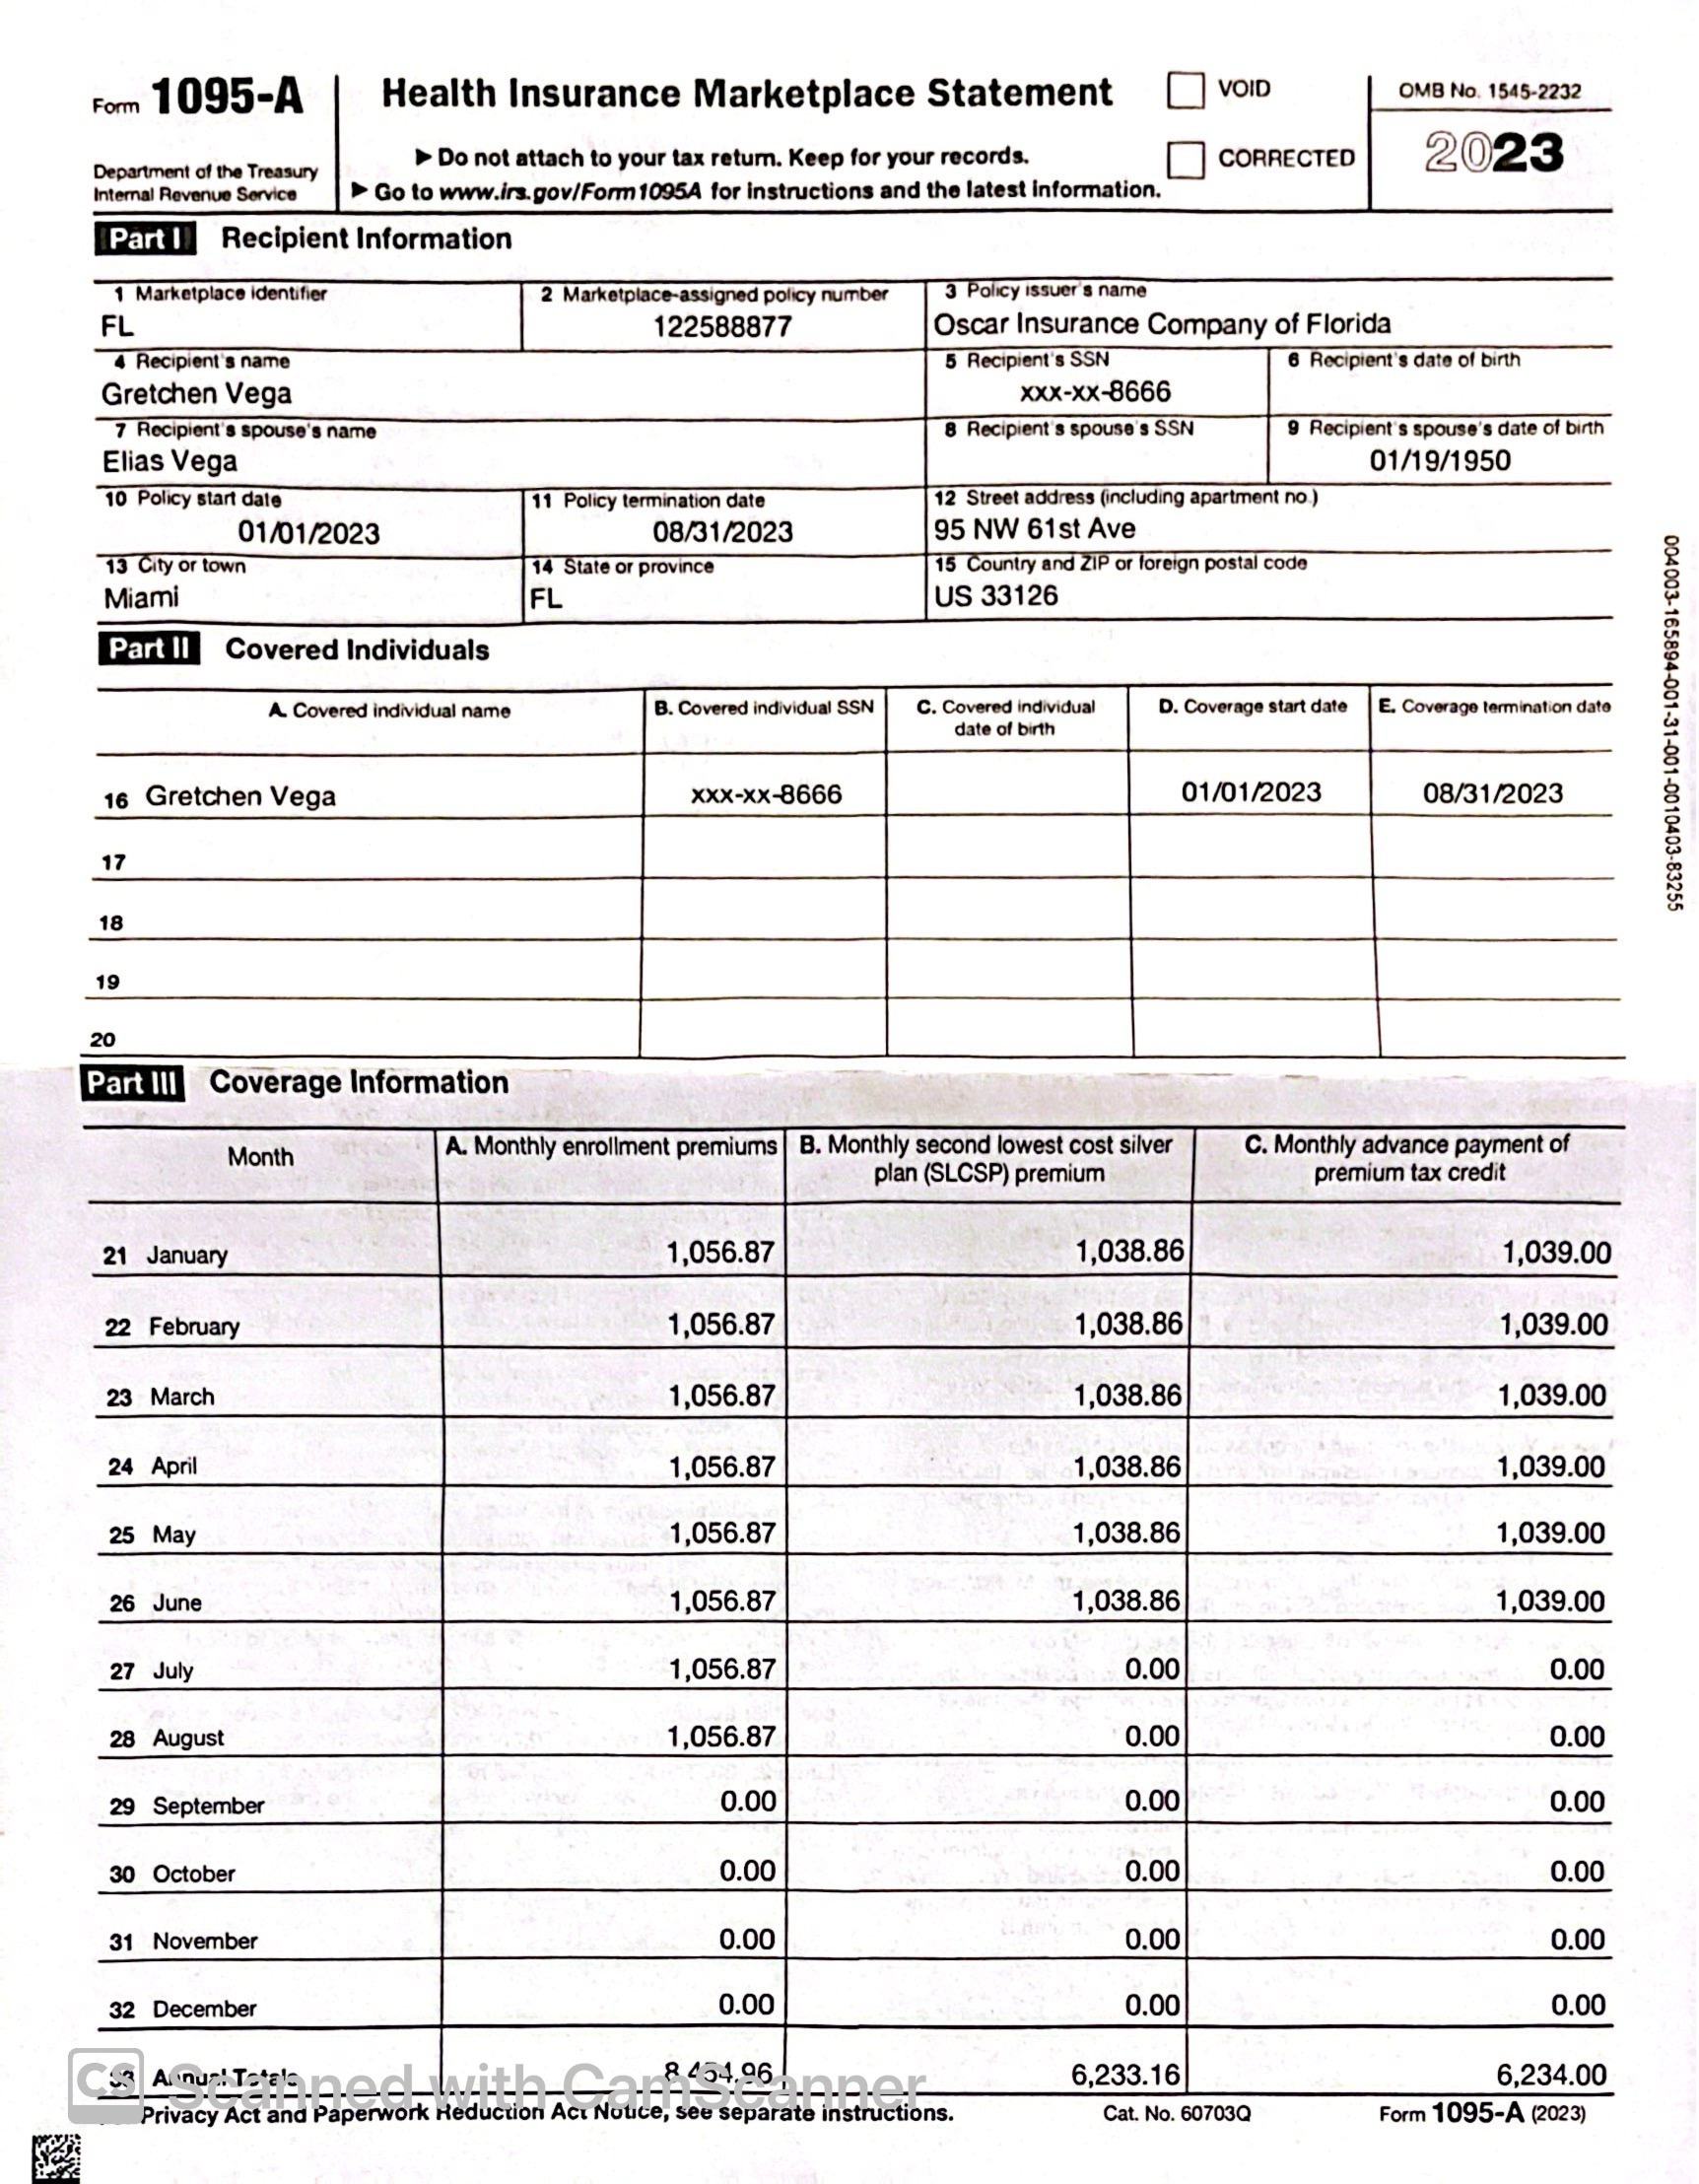 Form 1095-A
Health Insurance Marketplace Statement
VOID
OMB No. 1545-2232
Department of the Treasury
Internal Revenue Service
▶ Do not attach to your tax return. Keep for your records.
▶ Go to www.irs.gov/Form1095A for instructions and the latest information.
CORRECTED
2023
Part I Recipient Information
1 Marketplace identifier
FL
2 Marketplace-assigned policy number
122588877
3 Policy issuer's name
Oscar Insurance Company of Florida
4 Recipient's name
Gretchen Vega
5 Recipient's SSN
xxx-xx-8666
6 Recipient's date of birth
7 Recipient's spouse's name
Elias Vega
8 Recipient's spouse's SSN
9 Recipient's spouse's date of birth
01/19/1950
10 Policy start date
01/01/2023
11 Policy termination date
08/31/2023
12 Street address (including apartment no.)
95 NW 61st Ave
13 City or town
Miami
14 State or province
FL
15 Country and ZIP or foreign postal code
US 33126
004003-165894-001-31-001-0010403-83255
Part II Covered Individuals
A. Covered individual name
B. Covered individual SSN
C. Covered individual
date of birth
D. Coverage start date
E. Coverage termination date
16 Gretchen Vega xxx-xx-8666 01/01/2023 08/31/2023
17
18
19
20
Part III Coverage Information
Month
A. Monthly enrollment premiums
B. Monthly second lowest cost silver
plan (SLCSP) premium
C. Monthly advance payment of
premium tax credit
21 January 1,056.87 1,038.86 1,039.00
22 February 1,056.87 1,038.86 1,039.00
23 March 1,056.87 1,038.86 1,039.00
24 April 1,056.87 1,038.86 1,039.00
25 May 1,056.87 1,038.86 1,039.00
26 June 1,056.87 1,038.86 1,039.00
27 July 1,056.87 0.00 0.00
28 August 1,056.87 0.00 0.00
29 September 0.00 0.00 0.00
30 October 0.00 0.00 0.00
31 November 0.00 0.00 0.00
32 December 0.00 0.00 0.00
33 Annual Totals 8,454.96 6,233.16 6,234.00
CS Scanned with CamScanner
Privacy Act and Paperwork Reduction Act Notice, see separate instructions.
Cat. No. 60703Q
Form 1095-A (2023)